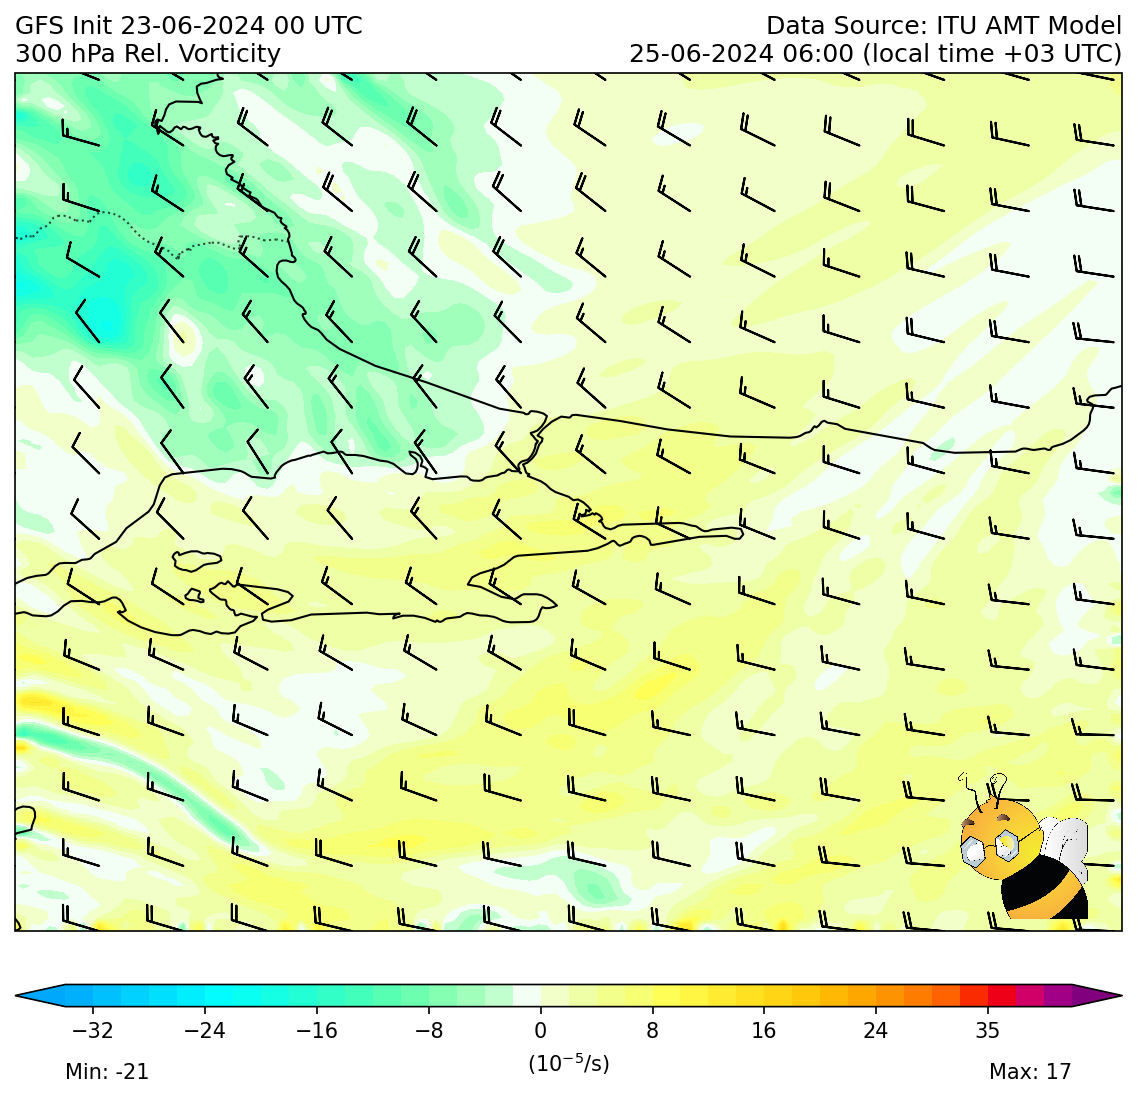 GFS Init 23-06-2024 00 UTC
Data Source: ITU AMT Model
300 hPa Rel. Vorticity
25-06-2024 06:00 (local time +03 UTC)
−32 −24 −16 −8 0 8 16 24 35
(10⁻⁵/s)
Min: -21
Max: 17